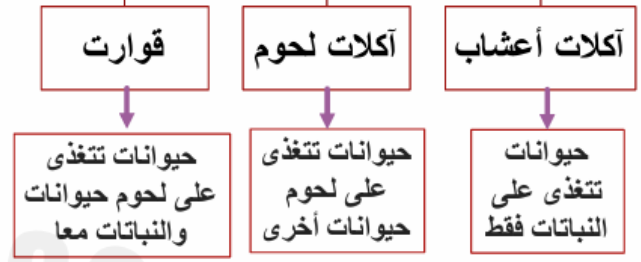 آكلات أعشاب
آكلات لحوم
قوارت
حيوانات
تتغذى على
النباتات فقط
حيوانات تتغذى
على لحوم
حيوانات أخرى
حيوانات تتغذى
على لحوم حيوانات
والنباتات معا